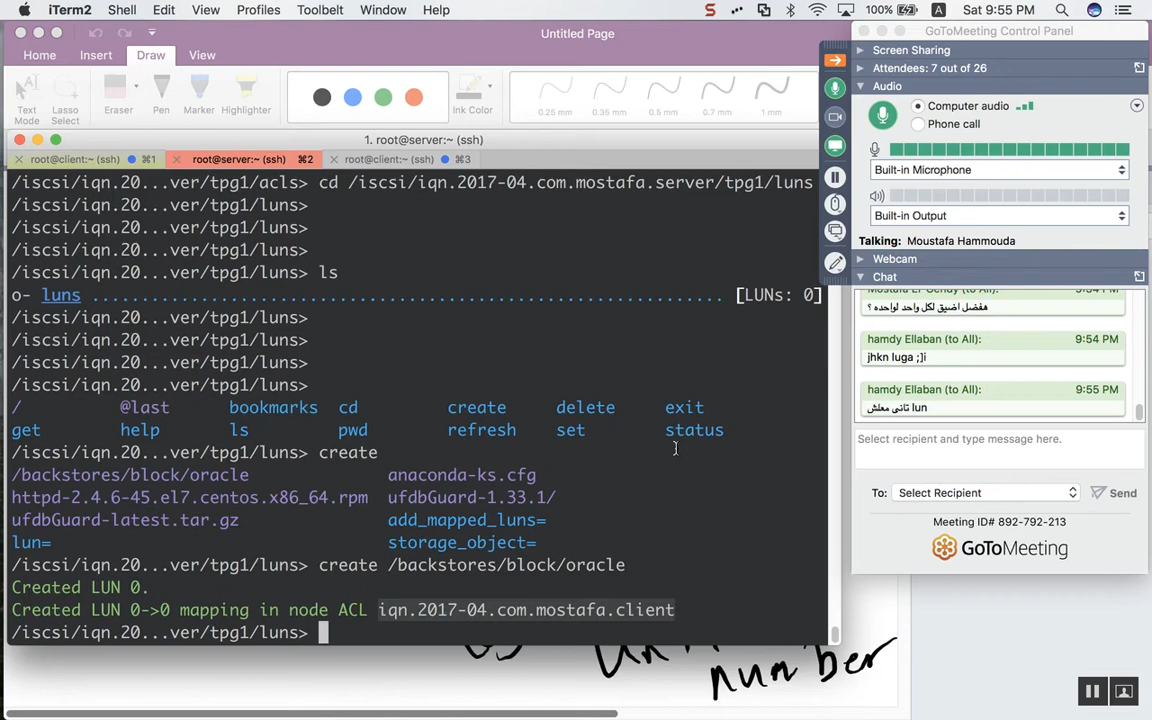 iTerm2 Shell Edit View Profiles Toolbelt Window Help 100% A Sat 9:55 PM
Untitled Page
Home Insert Draw View
Text Mode Lasso Select Eraser Pen Marker Highlighter Ink Color 0.25 mm 0.35 mm 0.5 mm 0.7 mm 1 mm
1. root@server:~ (ssh)
root@client:~ (ssh) ⌘1 root@server:~ (ssh) ⌘2 root@client:~ (ssh) ⌘3
/iscsi/iqn.20...ver/tpg1/acls> cd /iscsi/iqn.2017-04.com.mostafa.server/tpg1/luns
/iscsi/iqn.20...ver/tpg1/luns>
/iscsi/iqn.20...ver/tpg1/luns>
/iscsi/iqn.20...ver/tpg1/luns>
/iscsi/iqn.20...ver/tpg1/luns> ls
o- luns ................................................................ [LUNs: 0]
/iscsi/iqn.20...ver/tpg1/luns>
/iscsi/iqn.20...ver/tpg1/luns>
/iscsi/iqn.20...ver/tpg1/luns>
/iscsi/iqn.20...ver/tpg1/luns>
/ @last bookmarks cd create delete exit
get help ls pwd refresh set status
/iscsi/iqn.20...ver/tpg1/luns> create
/backstores/block/oracle anaconda-ks.cfg
httpd-2.4.6-45.el7.centos.x86_64.rpm ufdbGuard-1.33.1/
ufdbGuard-latest.tar.gz add_mapped_luns=
lun= storage_object=
/iscsi/iqn.20...ver/tpg1/luns> create /backstores/block/oracle
Created LUN 0.
Created LUN 0->0 mapping in node ACL iqn.2017-04.com.mostafa.client
/iscsi/iqn.20...ver/tpg1/luns>
number
GoToMeeting Control Panel
Screen Sharing
Attendees: 7 out of 26
Audio
Computer audio
Phone call
Built-in Microphone
Built-in Output
Talking: Moustafa Hammouda
Webcam
Chat
هفضل اضيق لكل واحد لواحده ؟
hamdy Ellaban (to All): 9:54 PM
jhkn luga ;]i
hamdy Ellaban (to All): 9:55 PM
تانى معلش lun
Select recipient and type message here.
To: Select Recipient Send
Meeting ID# 892-792-213
GoToMeeting